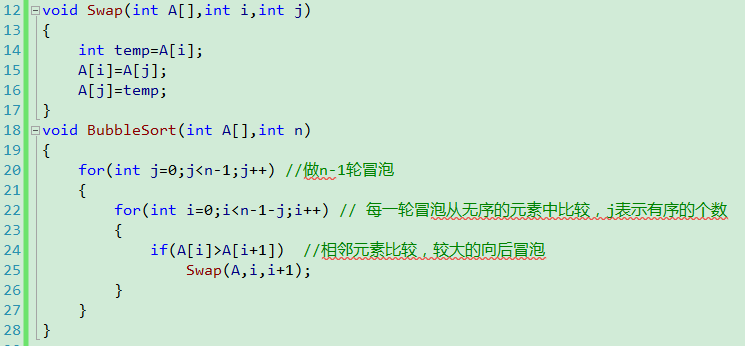 12 void Swap(int A[],int i,int j)
13 {
14     int temp=A[i];
15     A[i]=A[j];
16     A[j]=temp;
17 }
18 void BubbleSort(int A[],int n)
19 {
20     for(int j=0;j<n-1;j++) //做n-1轮冒泡
21     {
22         for(int i=0;i<n-1-j;i++) // 每一轮冒泡从无序的元素中比较，j表示有序的个数
23         {
24             if(A[i]>A[i+1])  //相邻元素比较，较大的向后冒泡
25                 Swap(A,i,i+1);
26         }
27     }
28 }